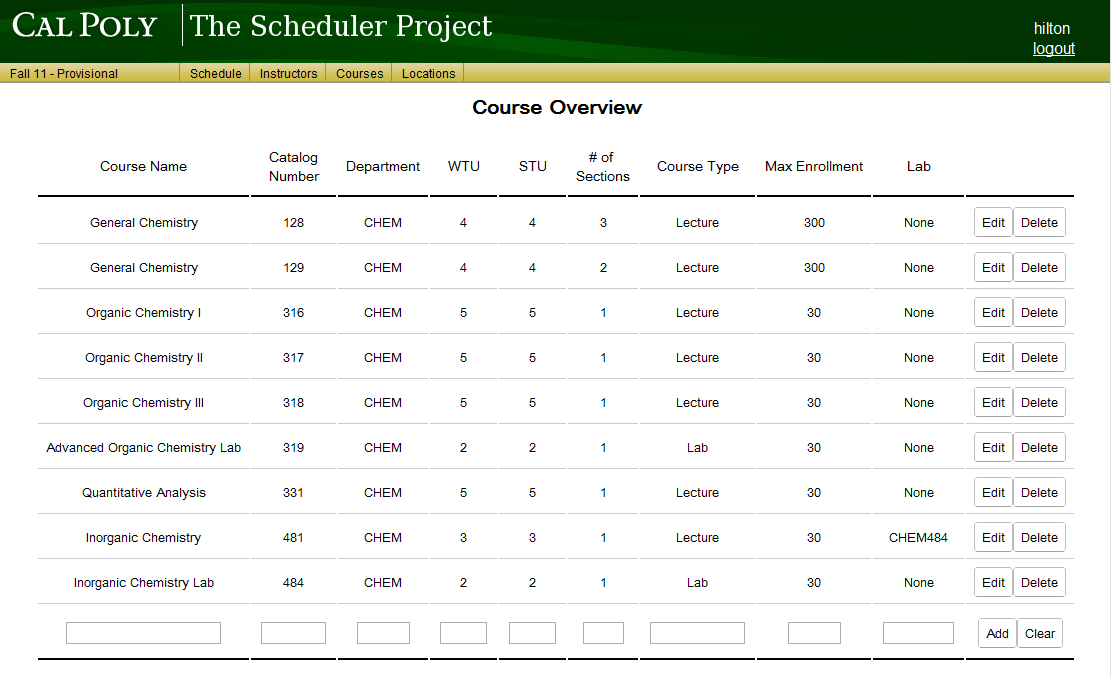 CAL POLY The Scheduler Project
hilton
logout
Fall 11 - Provisional Schedule Instructors Courses Locations
Course Overview
Course Name Catalog Number Department WTU STU # of Sections Course Type Max Enrollment Lab
General Chemistry 128 CHEM 4 4 3 Lecture 300 None Edit Delete
General Chemistry 129 CHEM 4 4 2 Lecture 300 None Edit Delete
Organic Chemistry I 316 CHEM 5 5 1 Lecture 30 None Edit Delete
Organic Chemistry II 317 CHEM 5 5 1 Lecture 30 None Edit Delete
Organic Chemistry III 318 CHEM 5 5 1 Lecture 30 None Edit Delete
Advanced Organic Chemistry Lab 319 CHEM 2 2 1 Lab 30 None Edit Delete
Quantitative Analysis 331 CHEM 5 5 1 Lecture 30 None Edit Delete
Inorganic Chemistry 481 CHEM 3 3 1 Lecture 30 CHEM484 Edit Delete
Inorganic Chemistry Lab 484 CHEM 2 2 1 Lab 30 None Edit Delete
Add Clear